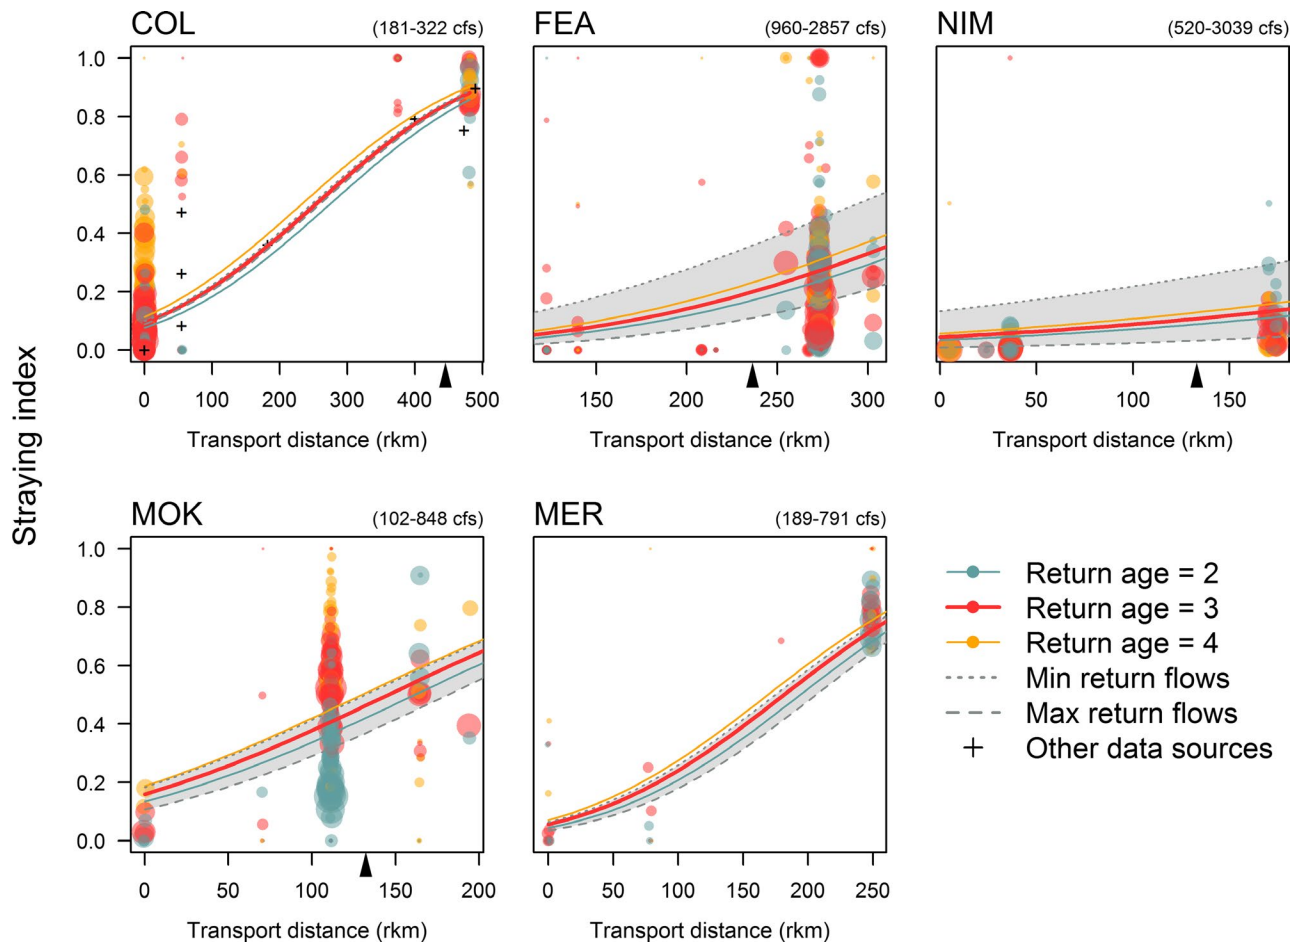 COL (181-322 cfs) FEA (960-2857 cfs) NIM (520-3039 cfs)
1.0
0.8
0.6
0.4
0.2
0.0
0 100 200 300 400 500 150 200 250 300 0 50 100 150
Transport distance (rkm) Transport distance (rkm) Transport distance (rkm)
Straying index
MOK (102-848 cfs) MER (189-791 cfs)
1.0
0.8
0.6
0.4
0.2
0.0
0 50 100 150 200 0 50 100 150 200 250
Transport distance (rkm) Transport distance (rkm)
Return age = 2
Return age = 3
Return age = 4
Min return flows
Max return flows
Other data sources